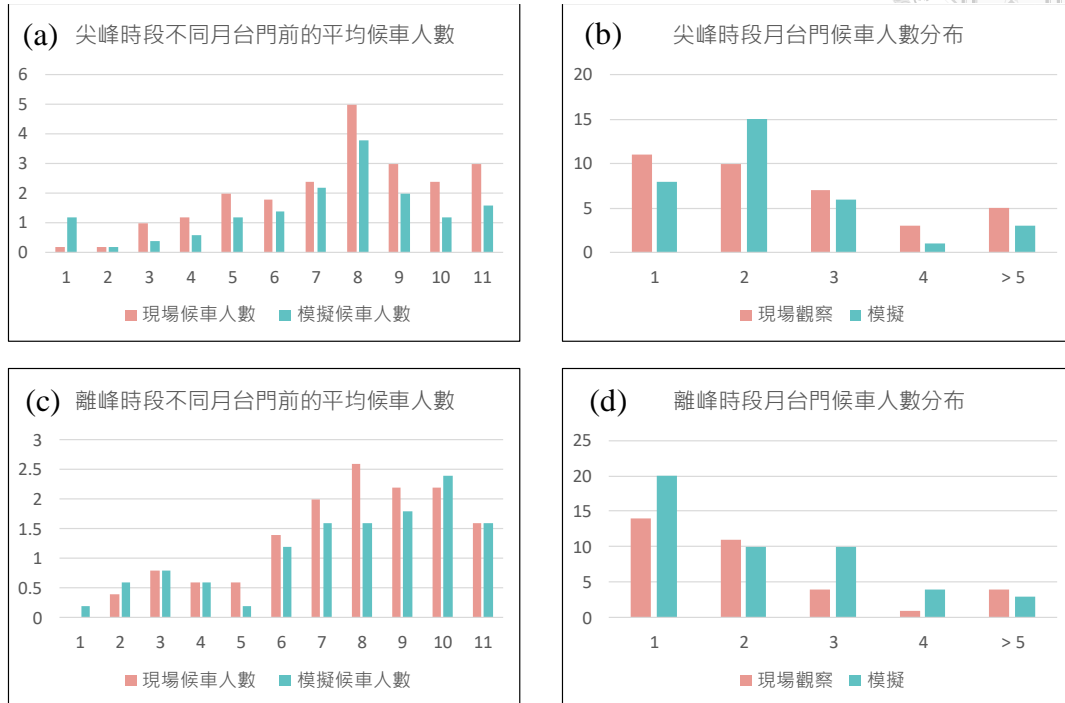 (a) 尖峰時段不同月台門前的平均候車人數
6
5
4
3
2
1
0
1 2 3 4 5 6 7 8 9 10 11
現場候車人數 模擬候車人數
(b) 尖峰時段月台門候車人數分布
20
15
10
5
0
1 2 3 4 > 5
現場觀察 模擬
(c) 離峰時段不同月台門前的平均候車人數
3
2.5
2
1.5
1
0.5
0
1 2 3 4 5 6 7 8 9 10 11
現場候車人數 模擬候車人數
(d) 離峰時段月台門候車人數分布
25
20
15
10
5
0
1 2 3 4 > 5
現場觀察 模擬